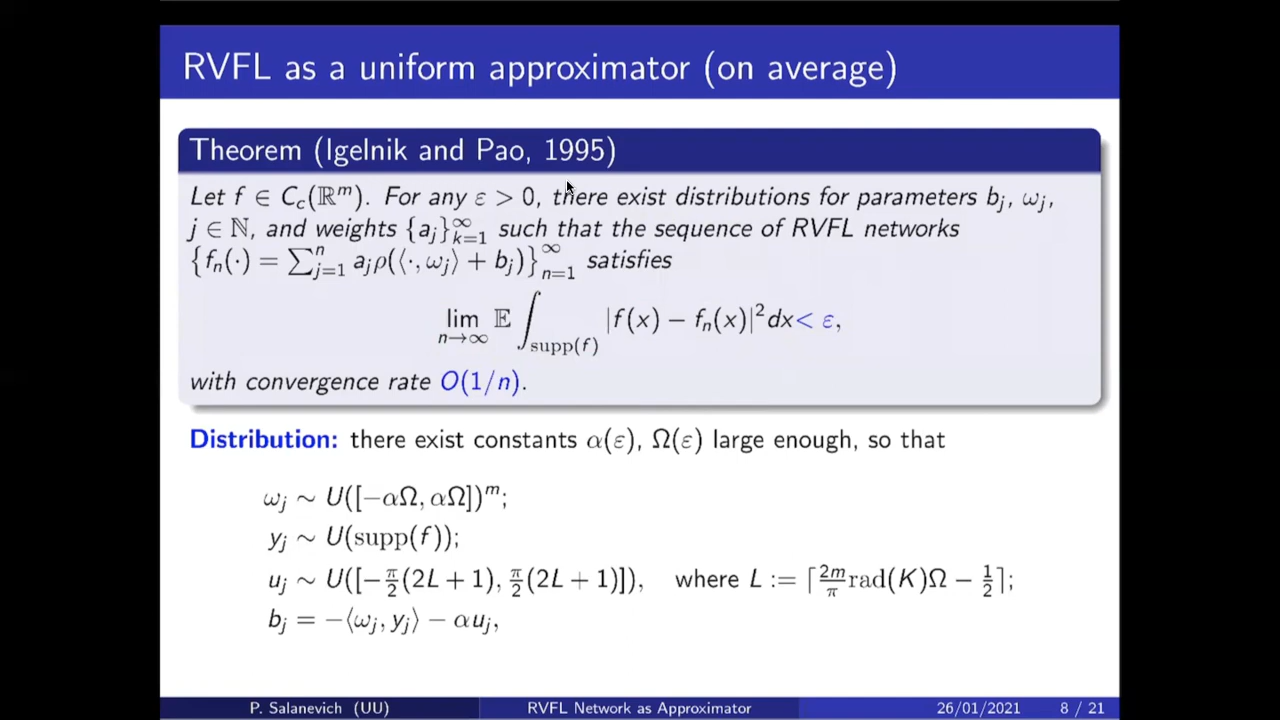 RVFL as a uniform approximator (on average)
Theorem (Igelnik and Pao, 1995)
Let f ∈ C_c(ℝ^m). For any ε > 0, there exist distributions for parameters b_j, ω_j,
j ∈ ℕ, and weights {a_j}_{k=1}^∞ such that the sequence of RVFL networks
{f_n(·) = ∑_{j=1}^n a_jρ(⟨·, ω_j⟩ + b_j)}_{n=1}^∞ satisfies
lim_{n→∞} 𝔼 ∫_{supp(f)} |f(x) − f_n(x)|^2 dx < ε,
with convergence rate O(1/n).
Distribution: there exist constants α(ε), Ω(ε) large enough, so that
ω_j ∼ U([−αΩ, αΩ])^m;
y_j ∼ U(supp(f));
u_j ∼ U([−π/2(2L + 1), π/2(2L + 1)]), where L := ⌈2m/π rad(K)Ω − 1/2⌉;
b_j = −⟨ω_j, y_j⟩ − αu_j,
P. Salanevich (UU) RVFL Network as Approximator 26/01/2021 8 / 21